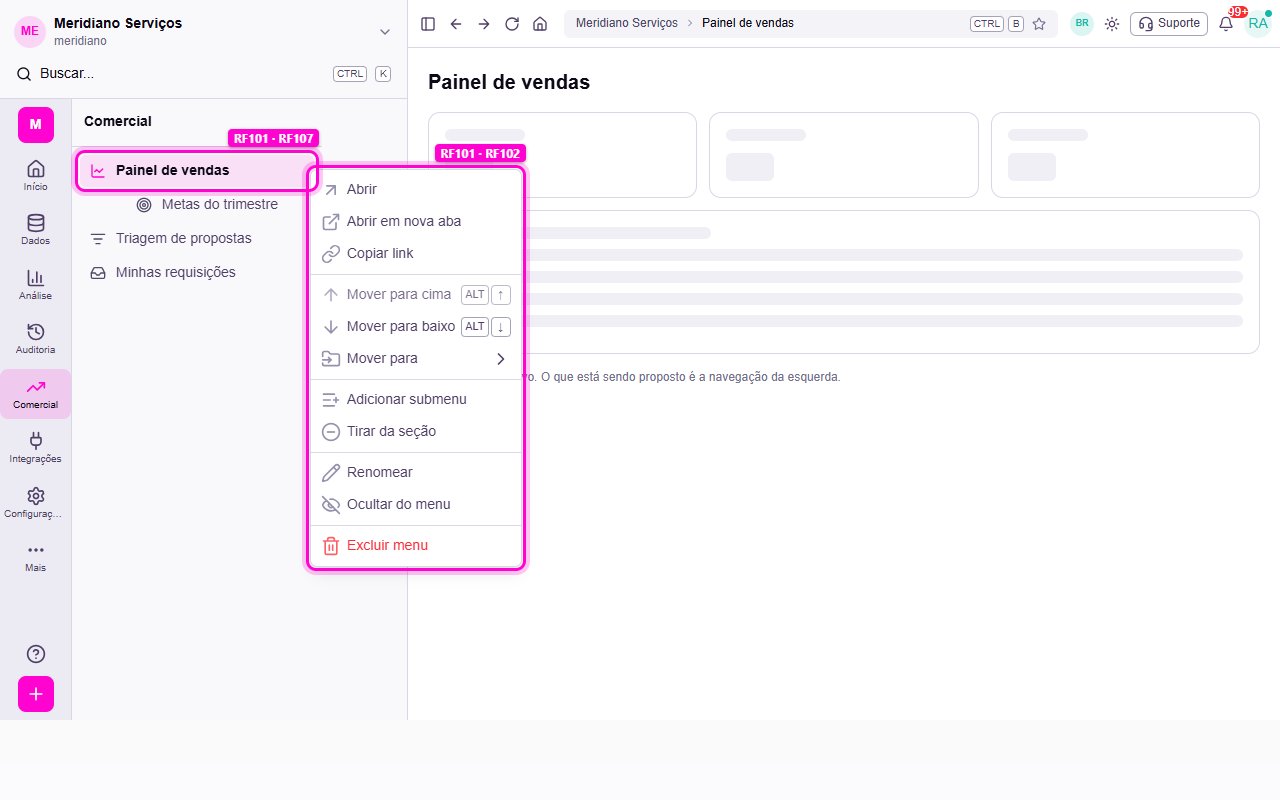 ME
Meridiano Serviços
meridiano
Buscar...
CTRL K
Meridiano Serviços > Painel de vendas
CTRL B
BR
Suporte
99+
RA
M
Início
Dados
Análise
Auditoria
Comercial
Integrações
Configuraç...
Mais
Comercial
RF101 - RF107
Painel de vendas
Metas do trimestre
Triagem de propostas
Minhas requisições
Painel de vendas
RF101 - RF102
Abrir
Abrir em nova aba
Copiar link
Mover para cima ALT ↑
Mover para baixo ALT ↓
Mover para
Adicionar submenu
Tirar da seção
Renomear
Ocultar do menu
Excluir menu
vo. O que está sendo proposto é a navegação da esquerda.